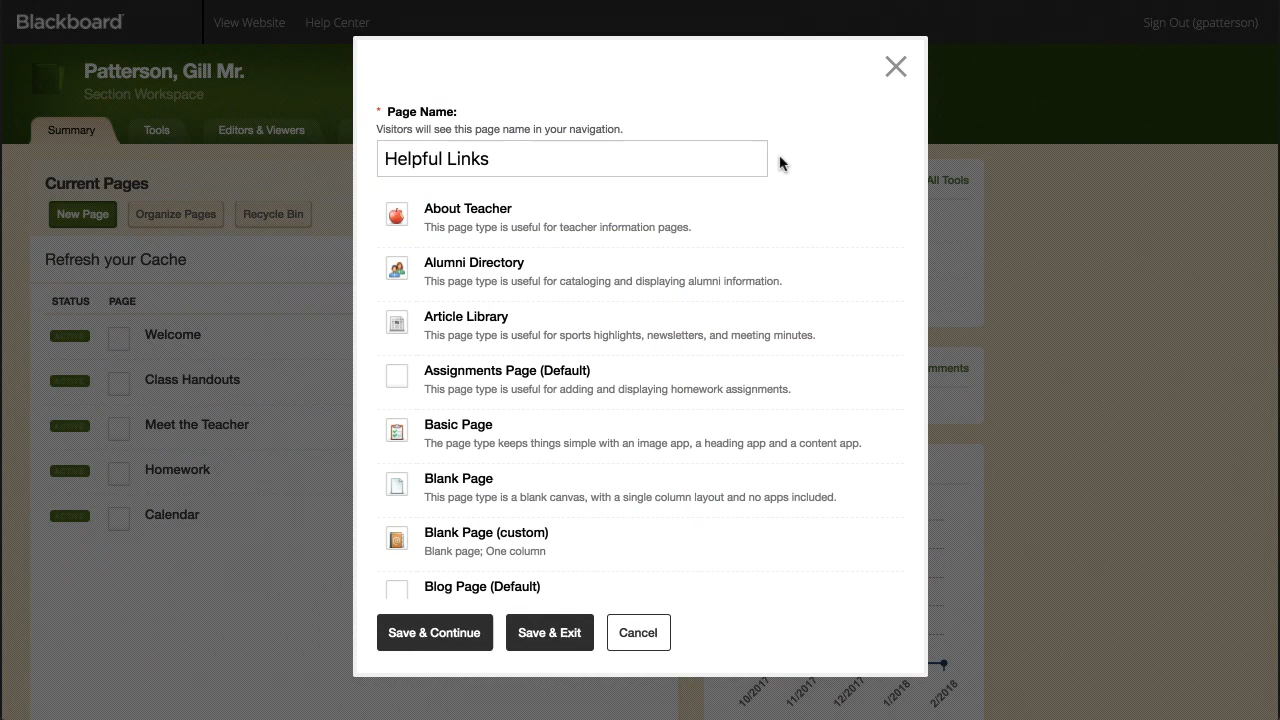 Blackboard
View Website
Help Center
Sign Out (gpatterson)
Patterson, Gill Mr.
Section Workspace
Summary
Tools
Editors & Viewers
Current Pages
New Page
Organize Pages
Recycle Bin
Refresh your Cache
STATUS
PAGE
ACTIVE
Welcome
ACTIVE
Class Handouts
ACTIVE
Meet the Teacher
ACTIVE
Homework
ACTIVE
Calendar
* Page Name:
Visitors will see this page name in your navigation.
Helpful Links
About Teacher
This page type is useful for teacher information pages.
Alumni Directory
This page type is useful for cataloging and displaying alumni information.
Article Library
This page type is useful for sports highlights, newsletters, and meeting minutes.
Assignments Page (Default)
This page type is useful for adding and displaying homework assignments.
Basic Page
The page type keeps things simple with an image app, a heading app and a content app.
Blank Page
This page type is a blank canvas, with a single column layout and no apps included.
Blank Page (custom)
Blank page; One column
Blog Page (Default)
Save & Continue
Save & Exit
Cancel
All Tools
mments
10/2017
11/2017
12/2017
1/2018
2/2018